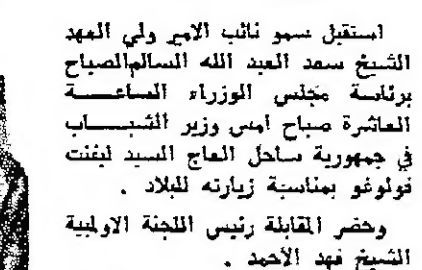 استقبل سمو نائب الامير ولي العهد
الشيخ سعد العبد الله السالم الصباح
برئاسة مجلس الوزراء الساعة
العاشرة صباح امس وزير الشباب
في جمهورية ساحل العاج السيد ليفنت
فولوغو بمناسبة زيارته للبلاد .
وحضر المقابلة رئيس اللجنة الاولمبية
الشيخ فهد الأحمد .